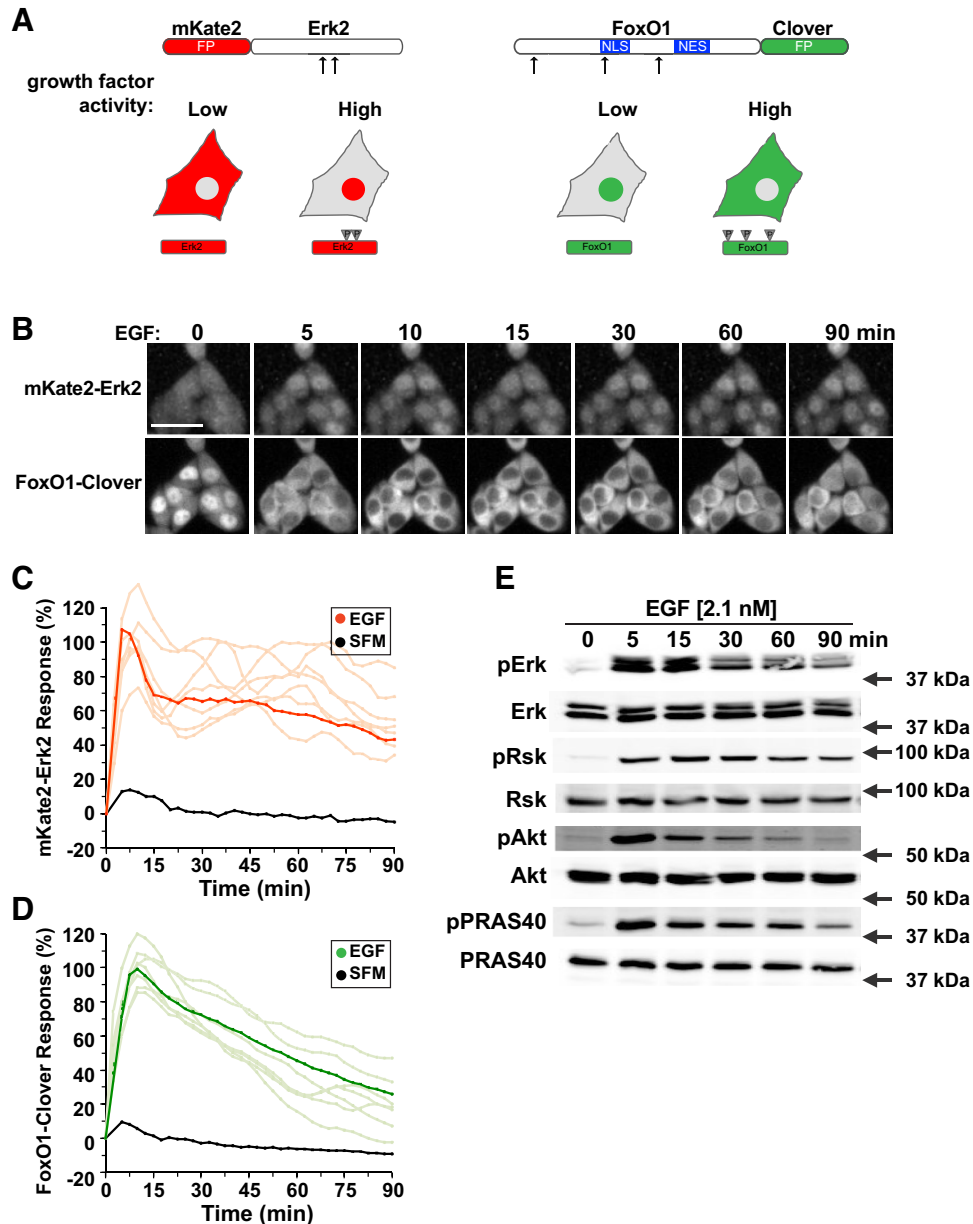 A
mKate2 Erk2 FoxO1 Clover
FP NLS NES FP
growth factor
activity:
Low High Low High
P P P P P
Erk2 Erk2 FoxO1 FoxO1
B
EGF: 0 5 10 15 30 60 90 min
mKate2-Erk2
FoxO1-Clover
C
mKate2-Erk2 Response (%)
120
100
80
60
40
20
0
-20
EGF
SFM
0 15 30 45 60 75 90
Time (min)
D
FoxO1-Clover Response (%)
120
100
80
60
40
20
0
-20
EGF
SFM
0 15 30 45 60 75 90
Time (min)
E
EGF [2.1 nM]
0 5 15 30 60 90 min
pErk
37 kDa
Erk
37 kDa
pRsk
100 kDa
Rsk
100 kDa
pAkt
50 kDa
Akt
50 kDa
pPRAS40
37 kDa
PRAS40
37 kDa